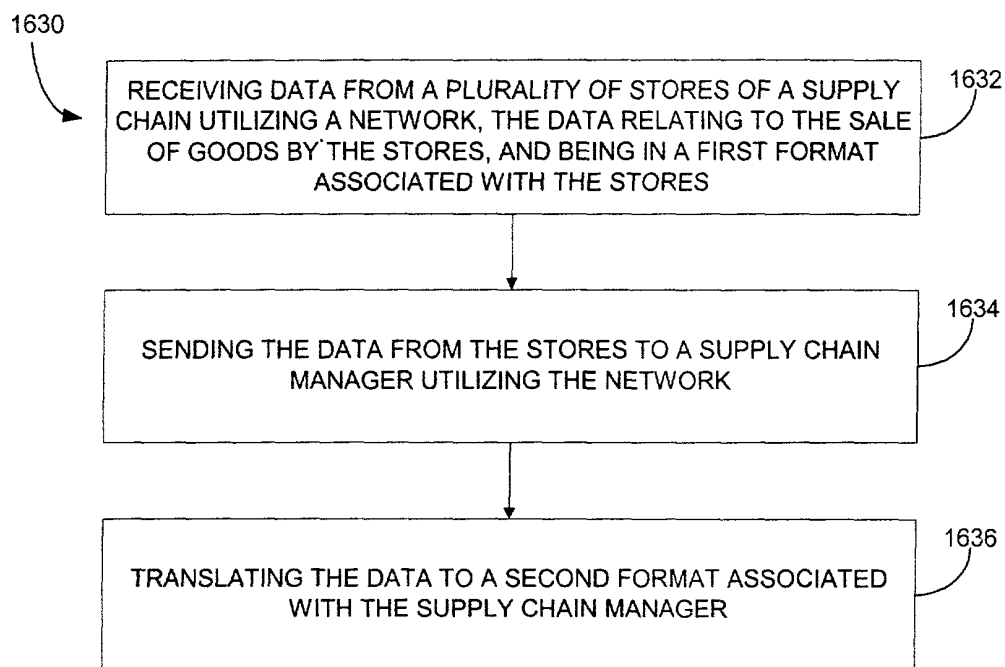 1630
1632
RECEIVING DATA FROM A PLURALITY OF STORES OF A SUPPLY
CHAIN UTILIZING A NETWORK, THE DATA RELATING TO THE SALE
OF GOODS BY THE STORES, AND BEING IN A FIRST FORMAT
ASSOCIATED WITH THE STORES
1634
SENDING THE DATA FROM THE STORES TO A SUPPLY CHAIN
MANAGER UTILIZING THE NETWORK
1636
TRANSLATING THE DATA TO A SECOND FORMAT ASSOCIATED
WITH THE SUPPLY CHAIN MANAGER